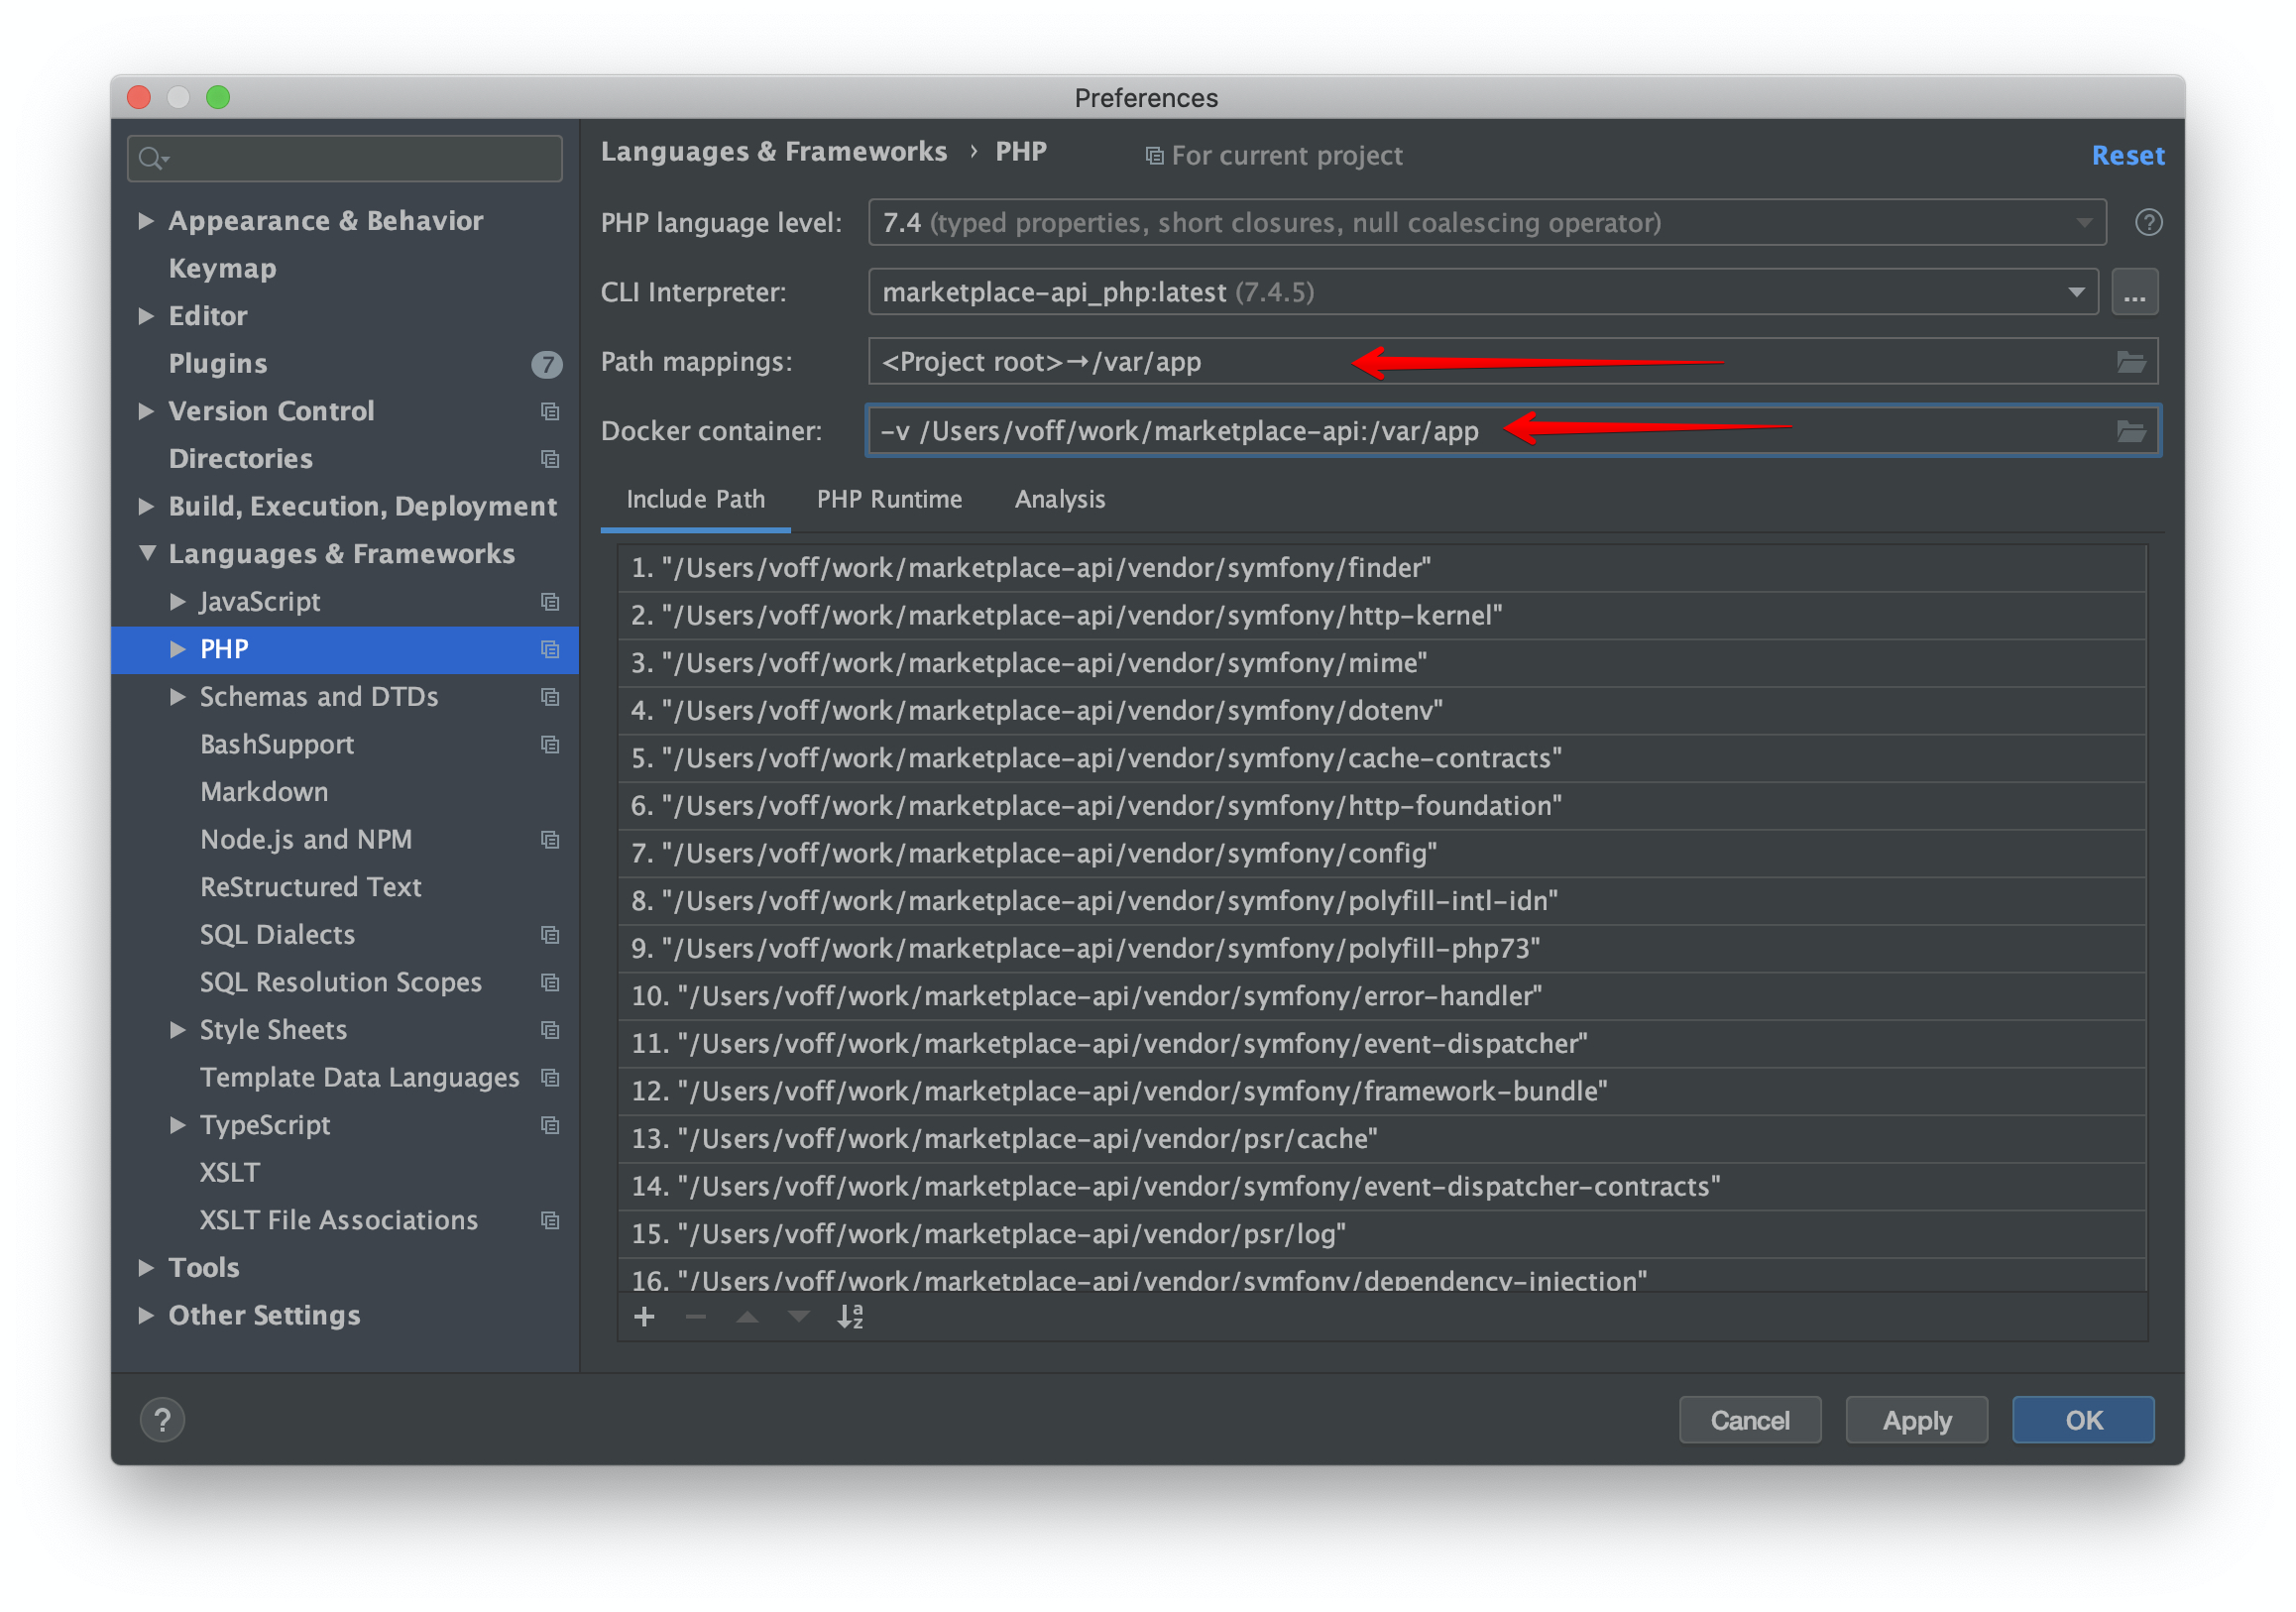 Preferences
Languages & Frameworks › PHP
For current project
Reset
Appearance & Behavior
Keymap
Editor
Plugins 7
Version Control
Directories
Build, Execution, Deployment
Languages & Frameworks
JavaScript
PHP
Schemas and DTDs
BashSupport
Markdown
Node.js and NPM
ReStructured Text
SQL Dialects
SQL Resolution Scopes
Style Sheets
Template Data Languages
TypeScript
XSLT
XSLT File Associations
Tools
Other Settings
PHP language level: 7.4 (typed properties, short closures, null coalescing operator) ?
CLI Interpreter: marketplace-api_php:latest (7.4.5) ...
Path mappings: <Project root>→/var/app
Docker container: -v /Users/voff/work/marketplace-api:/var/app
Include Path PHP Runtime Analysis
1. "/Users/voff/work/marketplace-api/vendor/symfony/finder"
2. "/Users/voff/work/marketplace-api/vendor/symfony/http-kernel"
3. "/Users/voff/work/marketplace-api/vendor/symfony/mime"
4. "/Users/voff/work/marketplace-api/vendor/symfony/dotenv"
5. "/Users/voff/work/marketplace-api/vendor/symfony/cache-contracts"
6. "/Users/voff/work/marketplace-api/vendor/symfony/http-foundation"
7. "/Users/voff/work/marketplace-api/vendor/symfony/config"
8. "/Users/voff/work/marketplace-api/vendor/symfony/polyfill-intl-idn"
9. "/Users/voff/work/marketplace-api/vendor/symfony/polyfill-php73"
10. "/Users/voff/work/marketplace-api/vendor/symfony/error-handler"
11. "/Users/voff/work/marketplace-api/vendor/symfony/event-dispatcher"
12. "/Users/voff/work/marketplace-api/vendor/symfony/framework-bundle"
13. "/Users/voff/work/marketplace-api/vendor/psr/cache"
14. "/Users/voff/work/marketplace-api/vendor/symfony/event-dispatcher-contracts"
15. "/Users/voff/work/marketplace-api/vendor/psr/log"
16. "/Users/voff/work/marketplace-api/vendor/symfony/dependency-injection"
? Cancel Apply OK